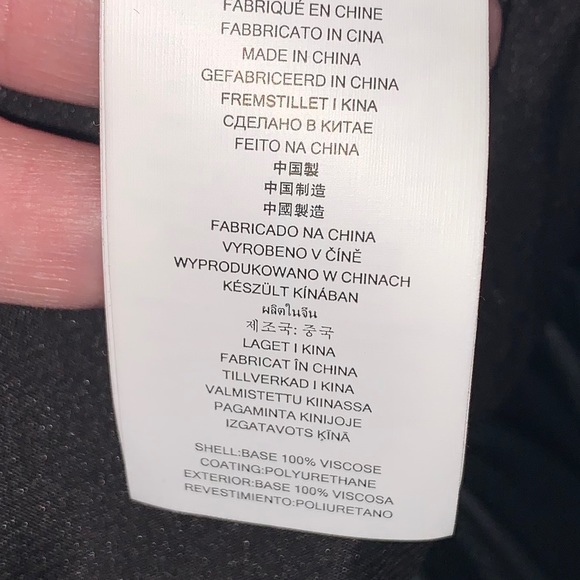 FABRIQUÉ EN CHINE
FABBRICATO IN CINA
MADE IN CHINA
GEFABRICEERD IN CHINA
FREMSTILLET I KINA
СДЕЛАНО В КИТАЕ
FEITO NA CHINA
中国製
中国制造
中國製造
FABRICADO NA CHINA
VYROBENO V ČÍNĚ
WYPRODUKOWANO W CHINACH
KÉSZÜLT KÍNÁBAN
ผลิตในจีน
제조국: 중국
LAGET I KINA
FABRICAT ÎN CHINA
TILLVERKAD I KINA
VALMISTETTU KIINASSA
PAGAMINTA KINIJOJE
IZGATAVOTS ĶĪNĀ
SHELL:BASE 100% VISCOSE
COATING:POLYURETHANE
EXTERIOR:BASE 100% VISCOSA
REVESTIMIENTO:POLIURETANO